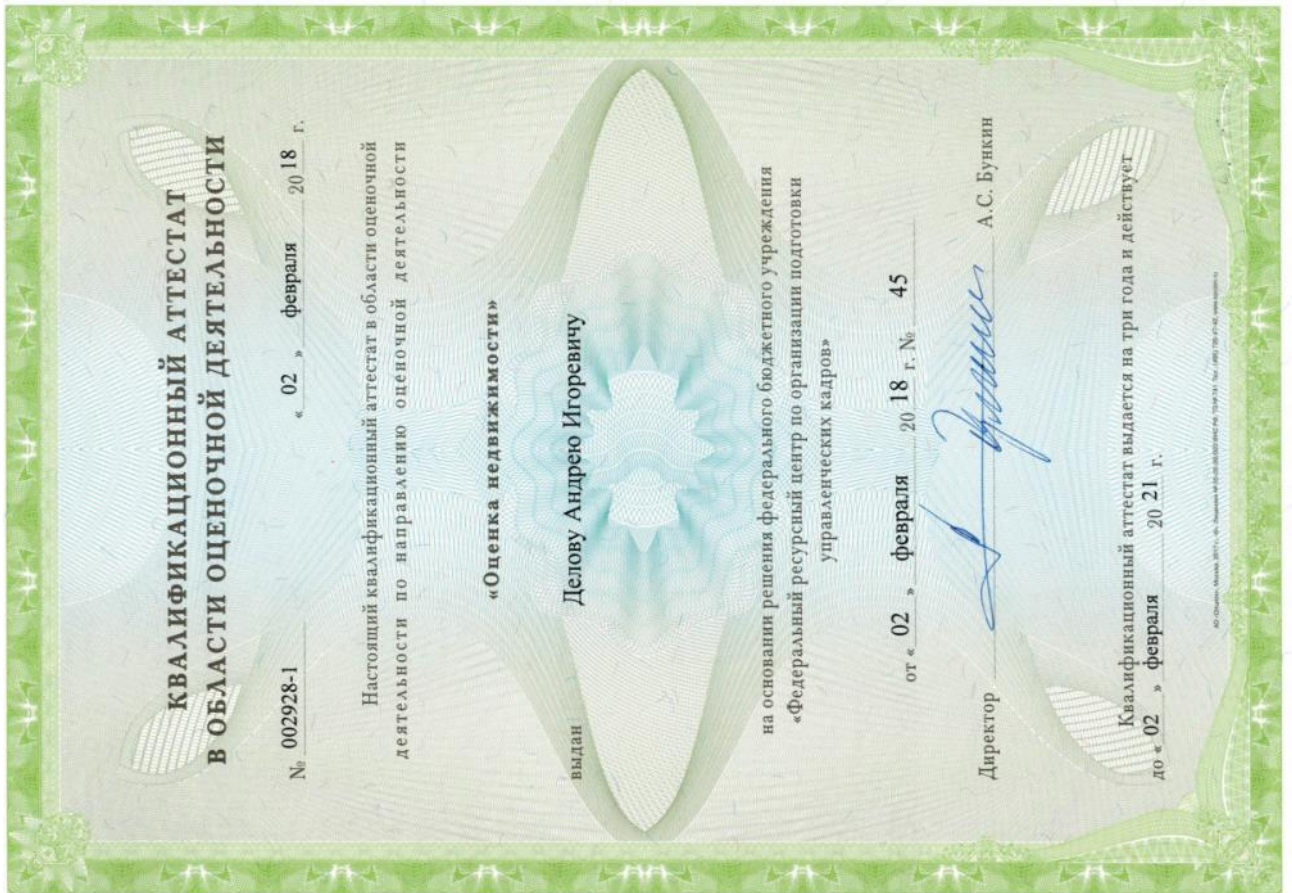 КВАЛИФИКАЦИОННЫЙ АТТЕСТАТ
В ОБЛАСТИ ОЦЕНОЧНОЙ ДЕЯТЕЛЬНОСТИ
№ 002928-1 « 02 » февраля 20 18 г.
Настоящий квалификационный аттестат в области оценочной
деятельности по направлению оценочной деятельности
«Оценка недвижимости»
выдан Делову Андрею Игоревичу
на основании решения федерального бюджетного учреждения
«Федеральный ресурсный центр по организации подготовки
управленческих кадров»
от « 02 » февраля 20 18 г. № 45
Директор А.С. Бункин
Квалификационный аттестат выдается на три года и действует
до « 02 » февраля 20 21 г.